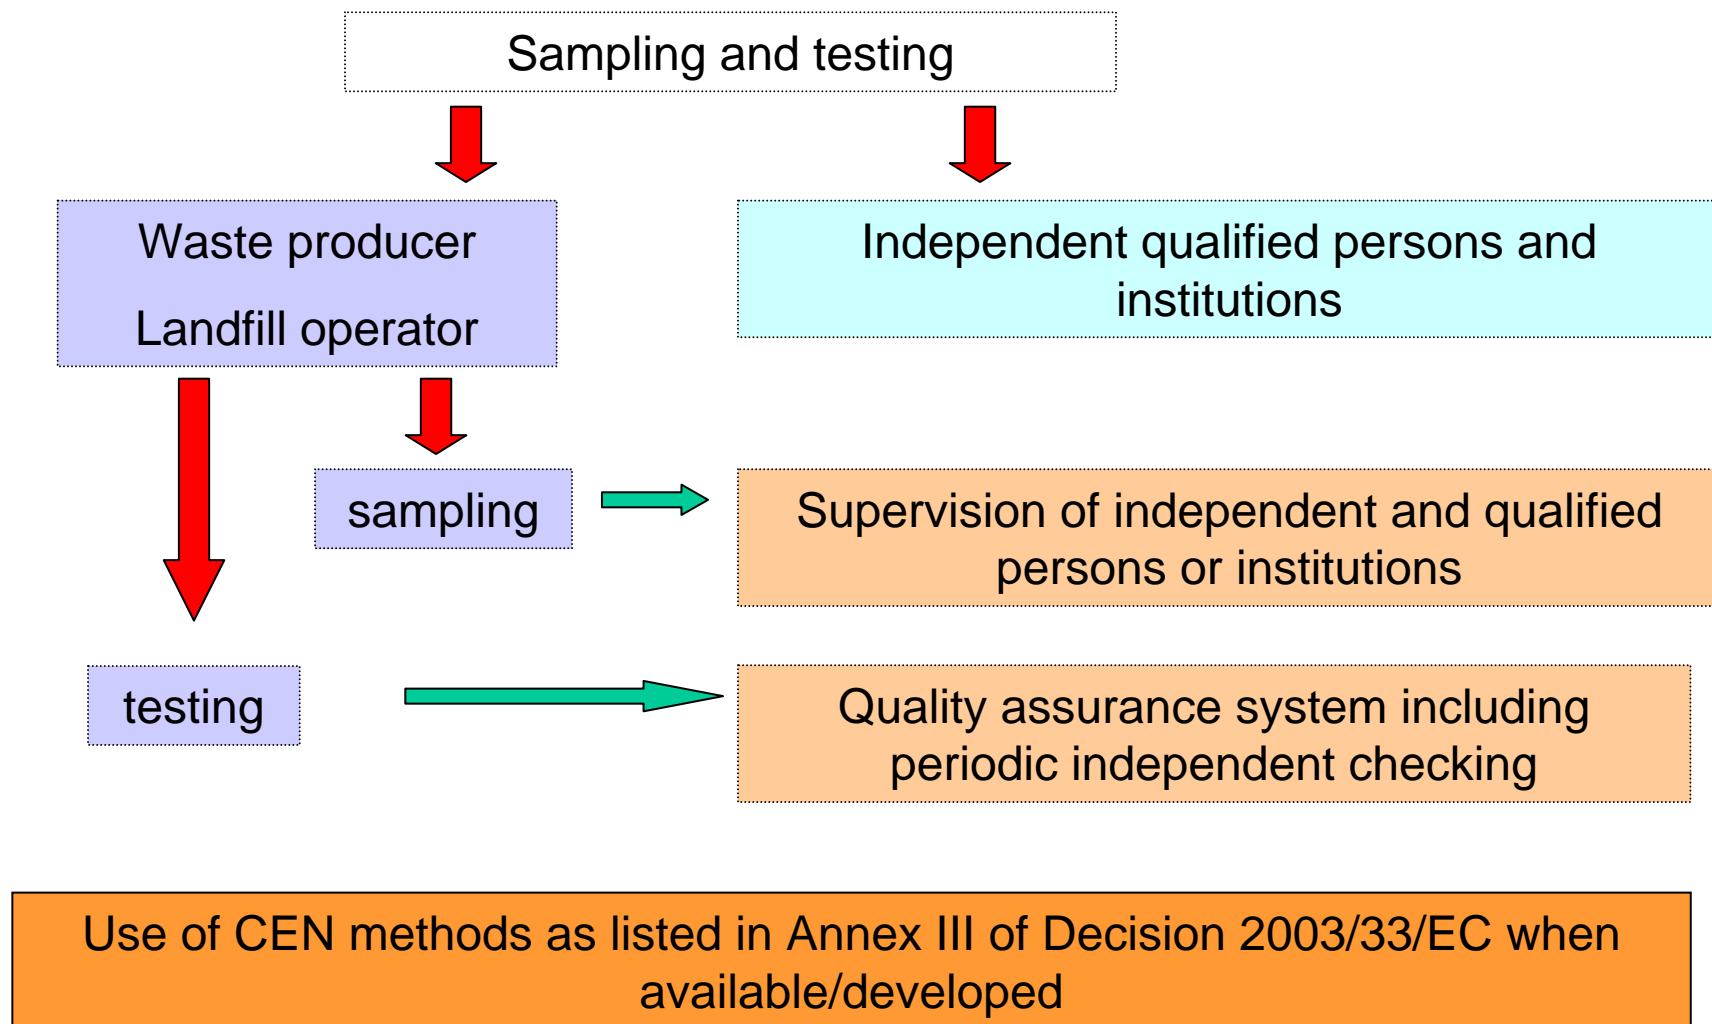 Sampling and testing
Waste producer
Landfill operator
Independent qualified persons and
institutions
sampling
Supervision of independent and qualified
persons or institutions
testing
Quality assurance system including
periodic independent checking
Use of CEN methods as listed in Annex III of Decision 2003/33/EC when
available/developed